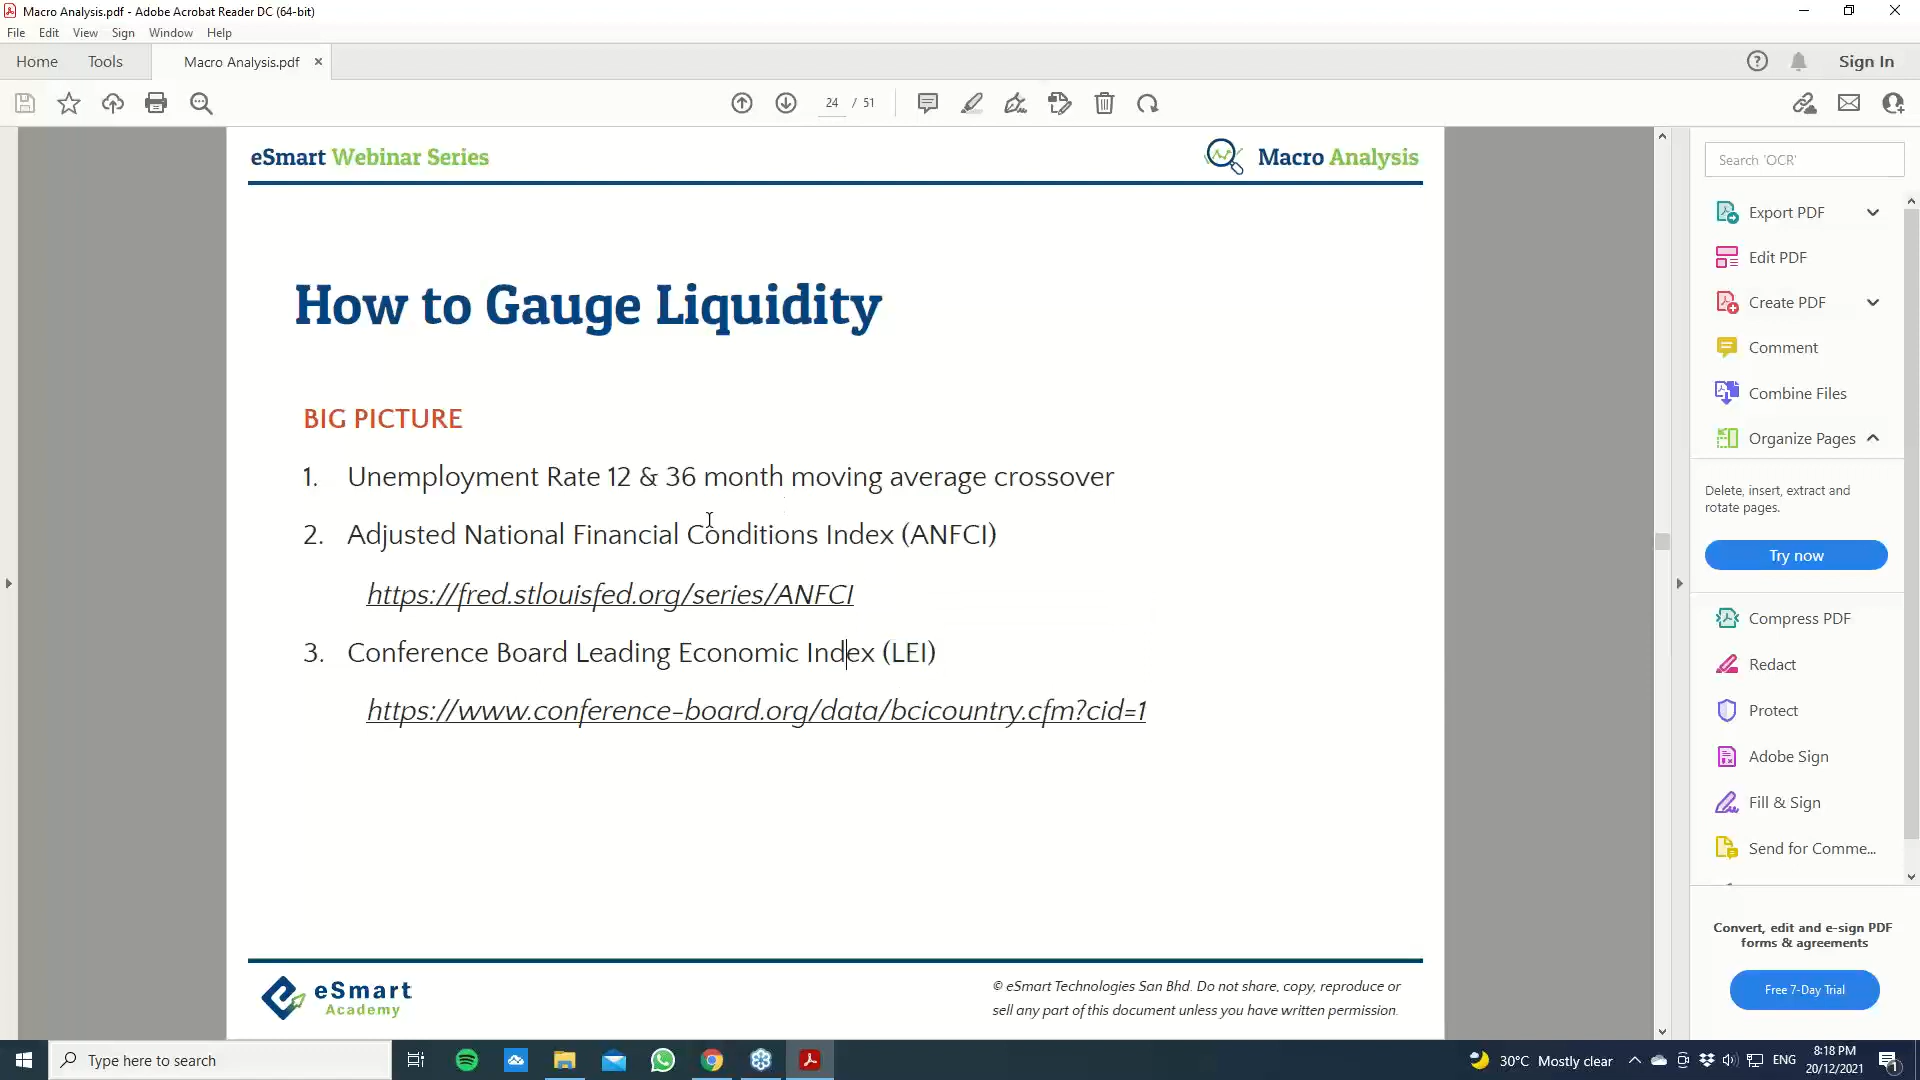 Macro Analysis.pdf - Adobe Acrobat Reader DC (64-bit)
File Edit View Sign Window Help
Home Tools Macro Analysis.pdf × Sign In
24 / 51
eSmart Webinar Series Macro Analysis
How to Gauge Liquidity
BIG PICTURE
1. Unemployment Rate 12 & 36 month moving average crossover
2. Adjusted National Financial Conditions Index (ANFCI)
https://fred.stlouisfed.org/series/ANFCI
3. Conference Board Leading Economic Index (LEI)
https://www.conference-board.org/data/bcicountry.cfm?cid=1
eSmart
Academy
© eSmart Technologies San Bhd. Do not share, copy, reproduce or
sell any part of this document unless you have written permission.
Search 'OCR'
Export PDF
Edit PDF
Create PDF
Comment
Combine Files
Organize Pages
Delete, insert, extract and
rotate pages.
Try now
Compress PDF
Redact
Protect
Adobe Sign
Fill & Sign
Send for Comme...
Convert, edit and e-sign PDF
forms & agreements
Free 7-Day Trial
Type here to search
30°C Mostly clear
ENG
8:18 PM
20/12/2021
1